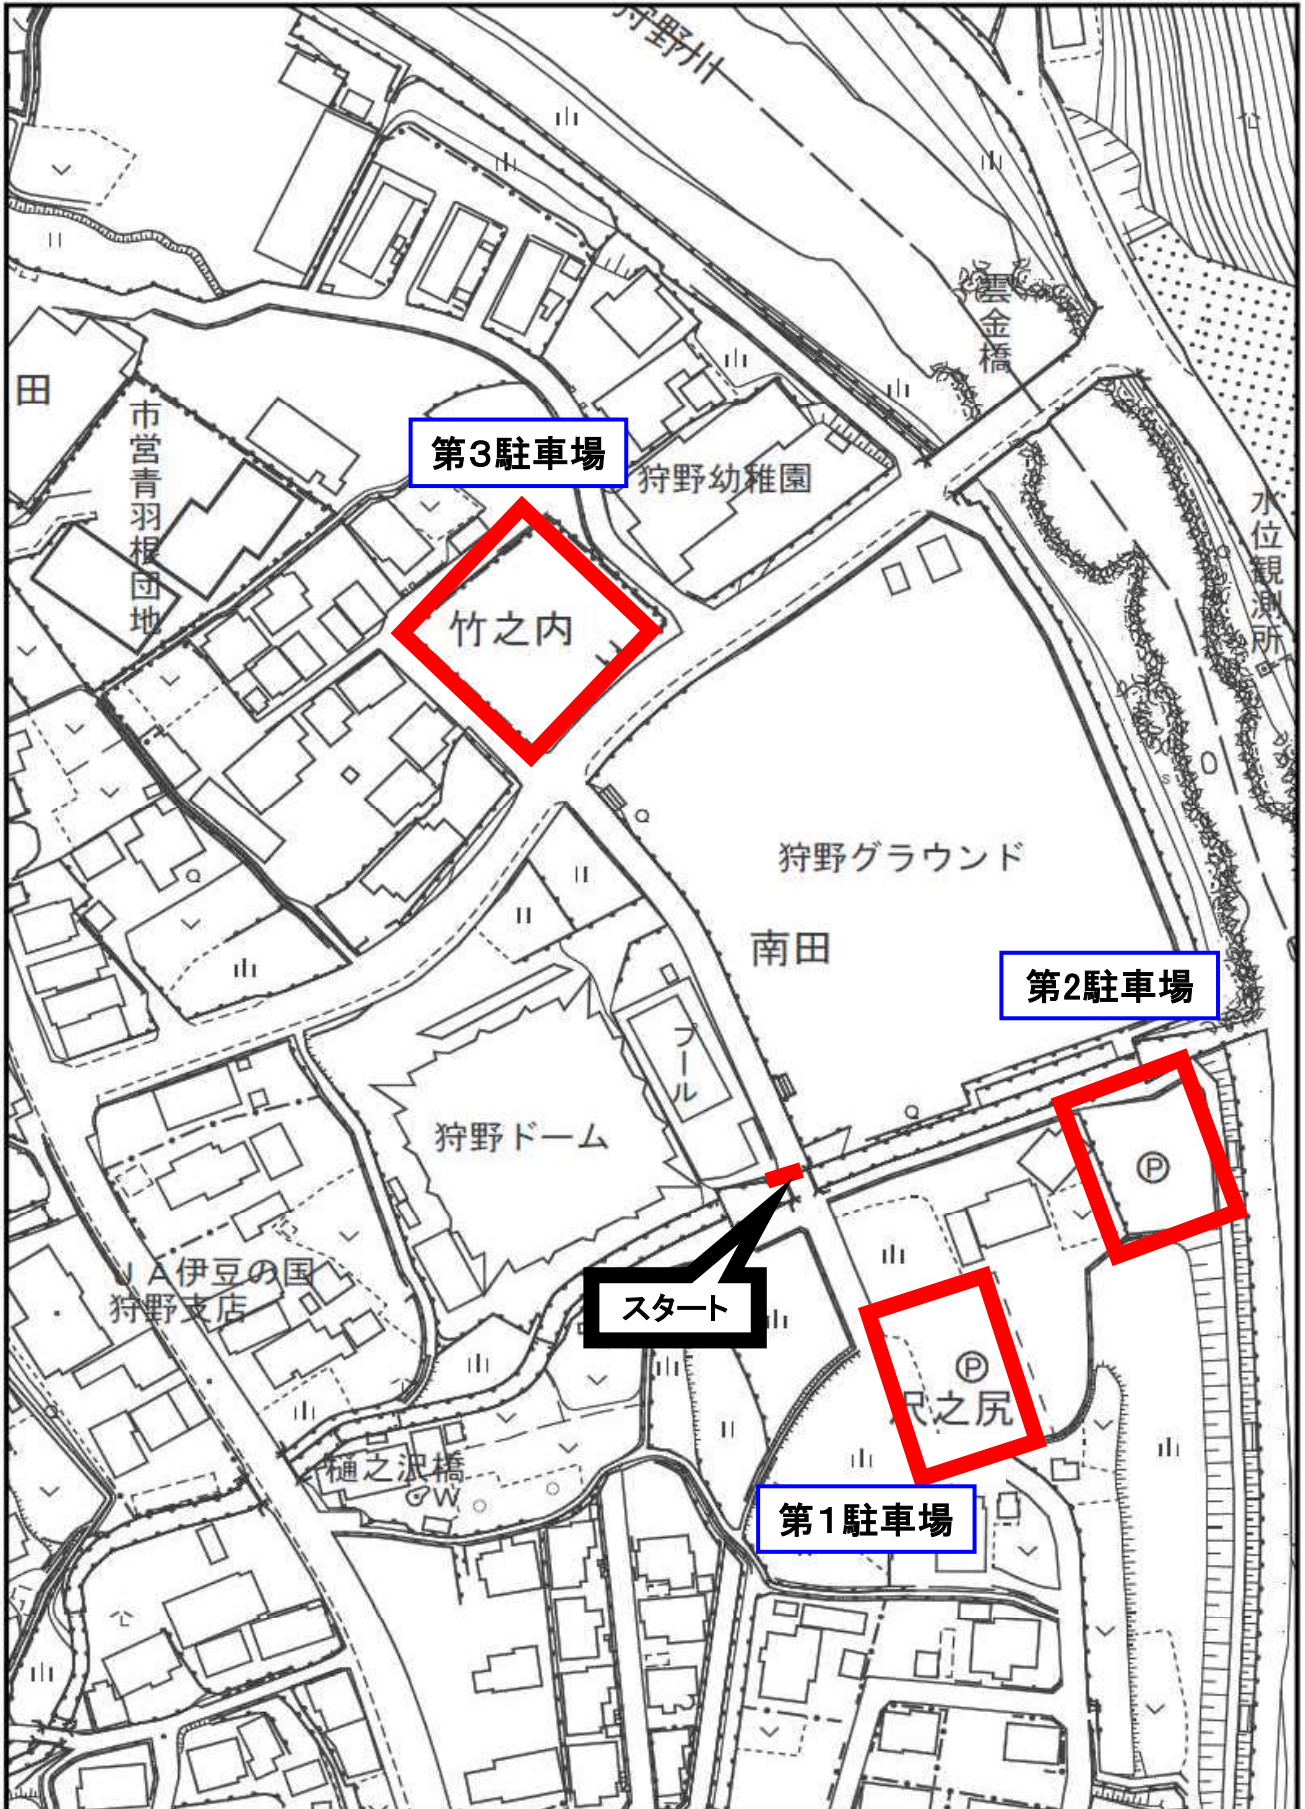 狩野川
雲金橋
田
市営青羽根団地
第3駐車場
狩野幼稚園
水位観測所
竹之内
狩野グラウンド
南田
第2駐車場
プール
狩野ドーム
P
JA伊豆の国
狩野支店
スタート
P
沢之尻
樋之沢橋
W
第1駐車場